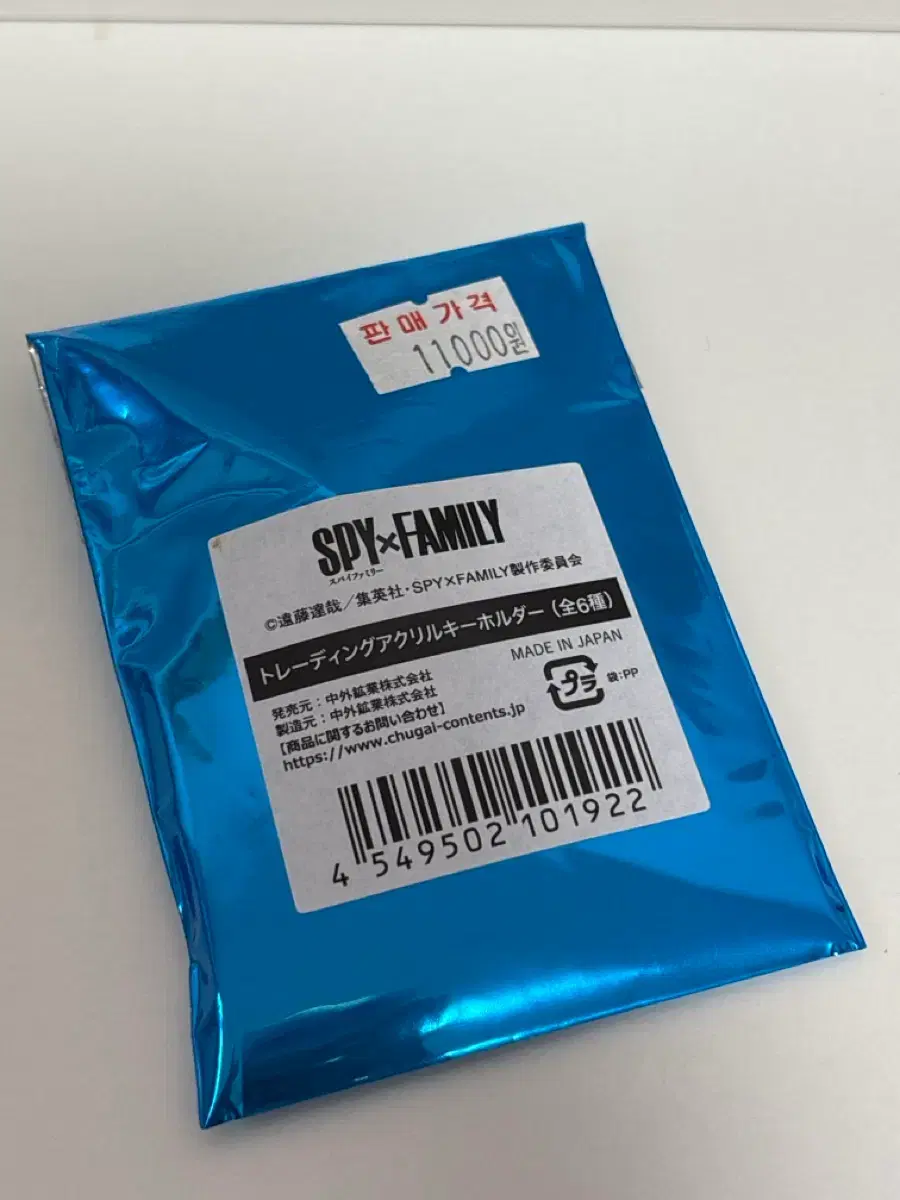 판매가격
11000원
SPY×FAMILY
スパイファミリー
©遠藤達哉／集英社・SPY×FAMILY製作委員会
トレーディングアクリルキーホルダー（全6種）
MADE IN JAPAN
発売元：中外鉱業株式会社
製造元：中外鉱業株式会社
プラ
袋:PP
【商品に関するお問い合わせ】
https://www.chugai-contents.jp
4 549502 101922